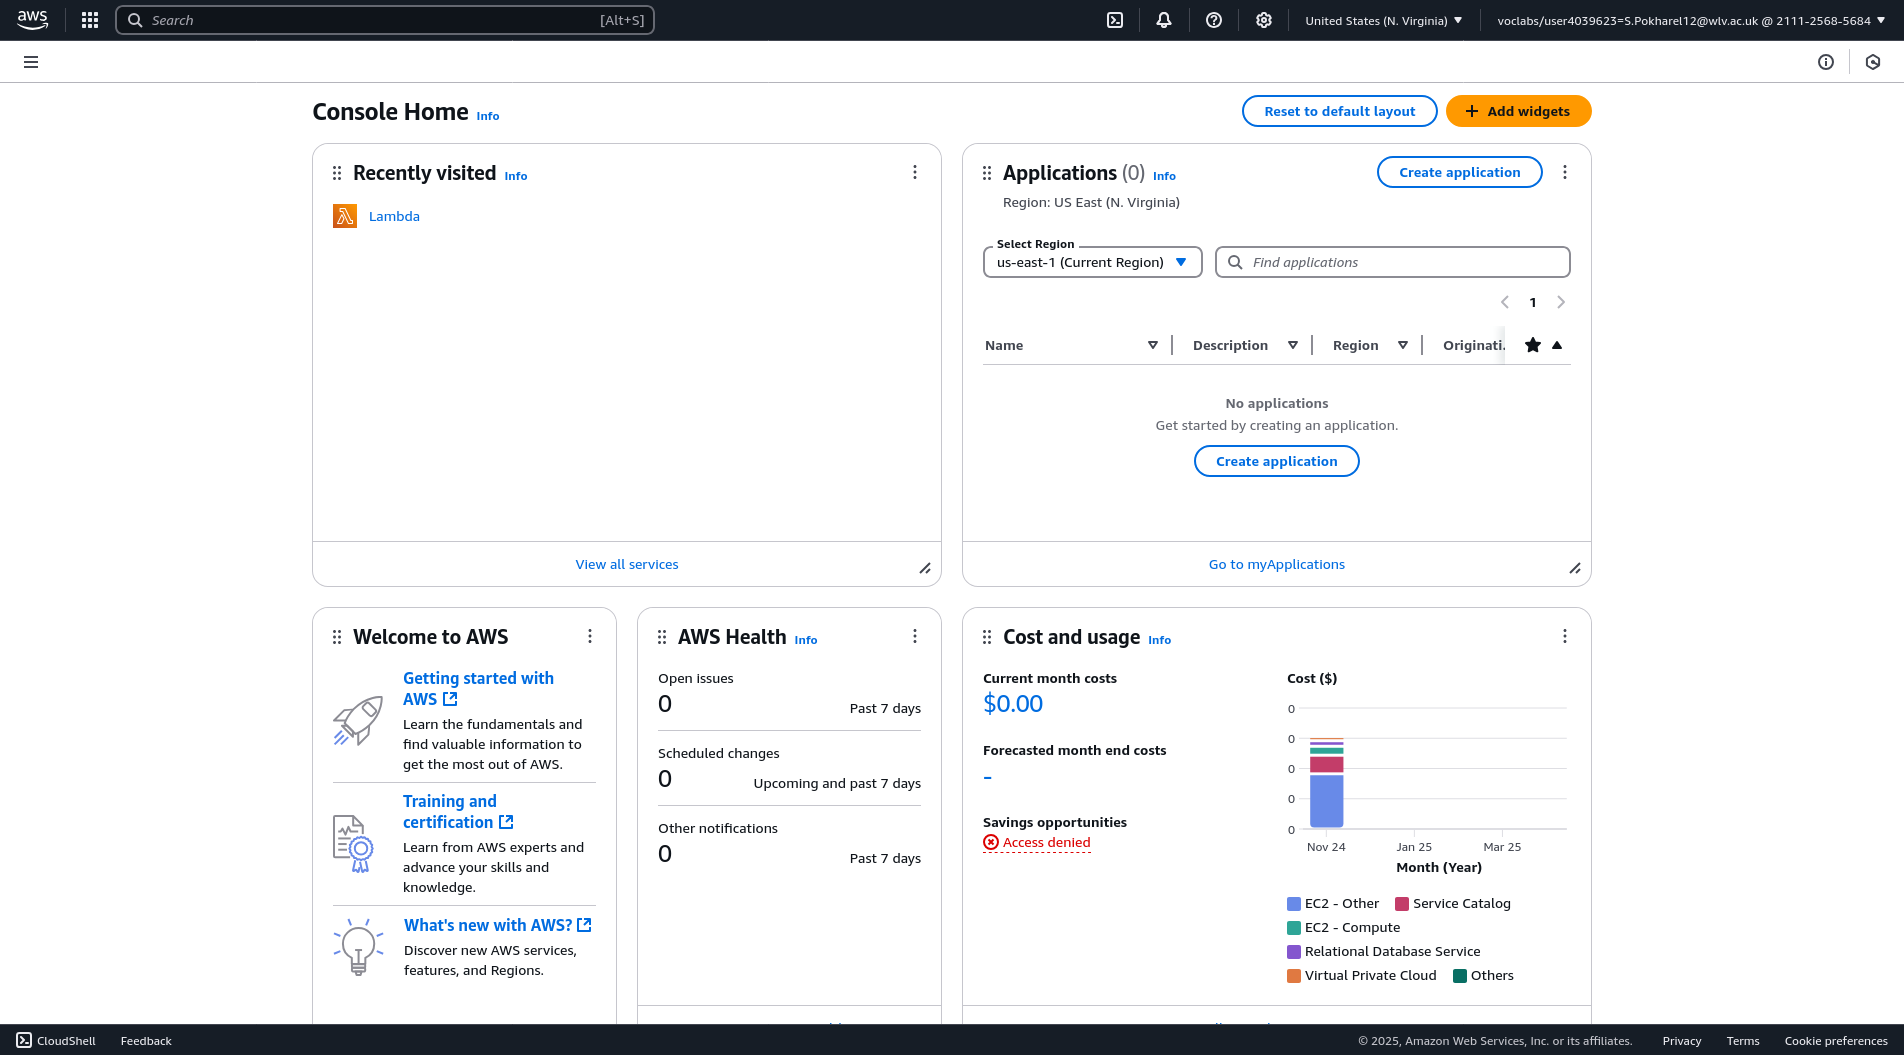 aws
Search
[Alt+S]
United States (N. Virginia)
voclabs/user4039623=S.Pokharel12@wlv.ac.uk @ 2111-2568-5684
Console Home
Info
Reset to default layout
Add widgets
Recently visited
Info
Lambda
View all services
Applications (0)
Info
Create application
Region: US East (N. Virginia)
Select Region
us-east-1 (Current Region)
Find applications
1
Name
Description
Region
Originati.
No applications
Get started by creating an application.
Create application
Go to myApplications
Welcome to AWS
Getting started with
AWS
Learn the fundamentals and
find valuable information to
get the most out of AWS.
Training and
certification
Learn from AWS experts and
advance your skills and
knowledge.
What's new with AWS?
Discover new AWS services,
features, and Regions.
AWS Health
Info
Open issues
0
Past 7 days
Scheduled changes
0
Upcoming and past 7 days
Other notifications
0
Past 7 days
Cost and usage
Info
Current month costs
$0.00
Forecasted month end costs
-
Savings opportunities
Access denied
Cost ($)
0
0
0
0
0
Nov 24
Jan 25
Mar 25
Month (Year)
EC2 - Other
Service Catalog
EC2 - Compute
Relational Database Service
Virtual Private Cloud
Others
CloudShell
Feedback
© 2025, Amazon Web Services, Inc. or its affiliates.
Privacy
Terms
Cookie preferences